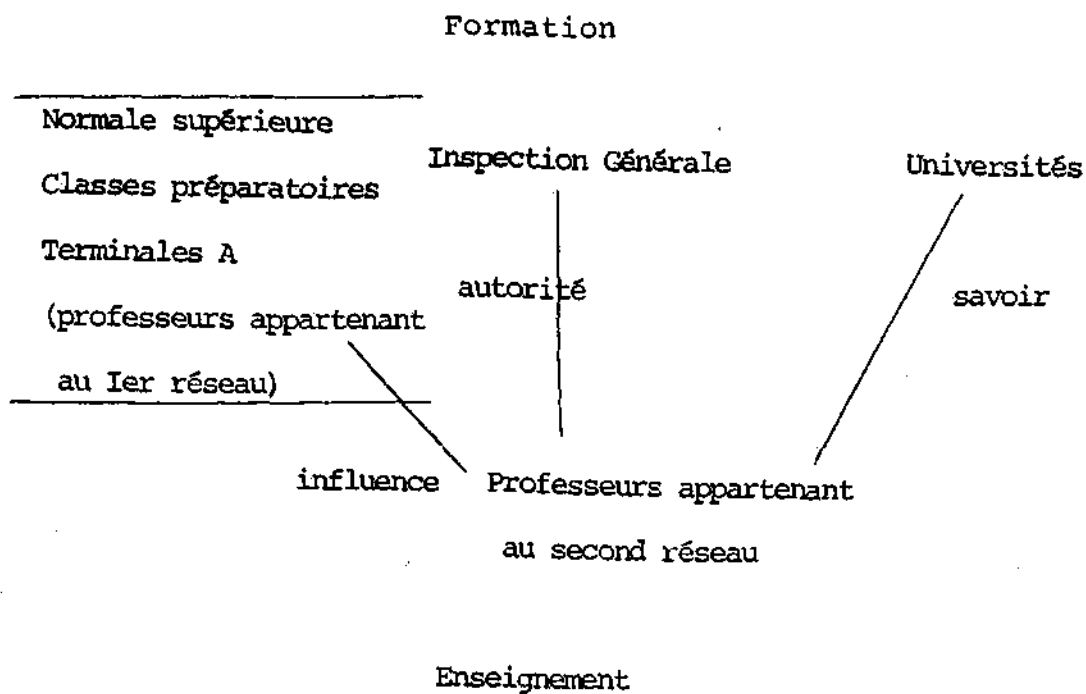 Formation
Normale supérieure
Inspection Générale
Universités
Classes préparatoires
Terminales A
autorité
savoir
(professeurs appartenant
au Ier réseau)
influence
Professeurs appartenant
au second réseau
Enseignement